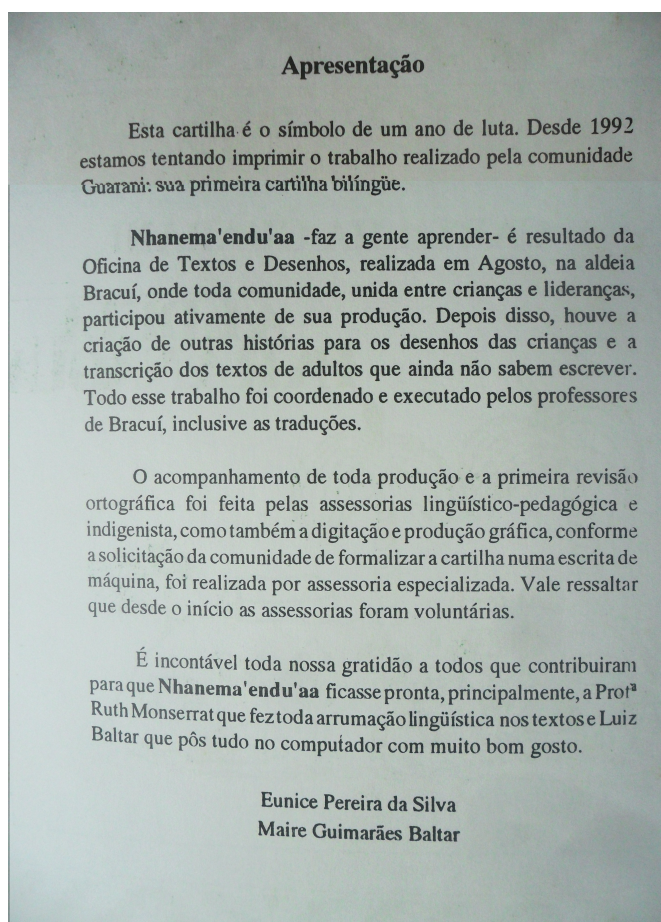 Apresentação
Esta cartilha é o símbolo de um ano de luta. Desde 1992
estamos tentando imprimir o trabalho realizado pela comunidade
Guarani: sua primeira cartilha bilíngüe.
Nhanema'endu'aa -faz a gente aprender- é resultado da
Oficina de Textos e Desenhos, realizada em Agosto, na aldeia
Bracuí, onde toda comunidade, unida entre crianças e lideranças,
participou ativamente de sua produção. Depois disso, houve a
criação de outras histórias para os desenhos das crianças e a
transcrição dos textos de adultos que ainda não sabem escrever.
Todo esse trabalho foi coordenado e executado pelos professores
de Bracuí, inclusive as traduções.
O acompanhamento de toda produção e a primeira revisão
ortográfica foi feita pelas assessorias lingüístico-pedagógica e
indigenista, como também a digitação e produção gráfica, conforme
a solicitação da comunidade de formalizar a cartilha numa escrita de
máquina, foi realizada por assessoria especializada. Vale ressaltar
que desde o início as assessorias foram voluntárias.
É incontável toda nossa gratidão a todos que contribuiram
para que Nhanema'endu'aa ficasse pronta, principalmente, a Profª
Ruth Monserrat que fez toda arrumação lingüística nos textos e Luiz
Baltar que pôs tudo no computador com muito bom gosto.
Eunice Pereira da Silva
Maire Guimarães Baltar